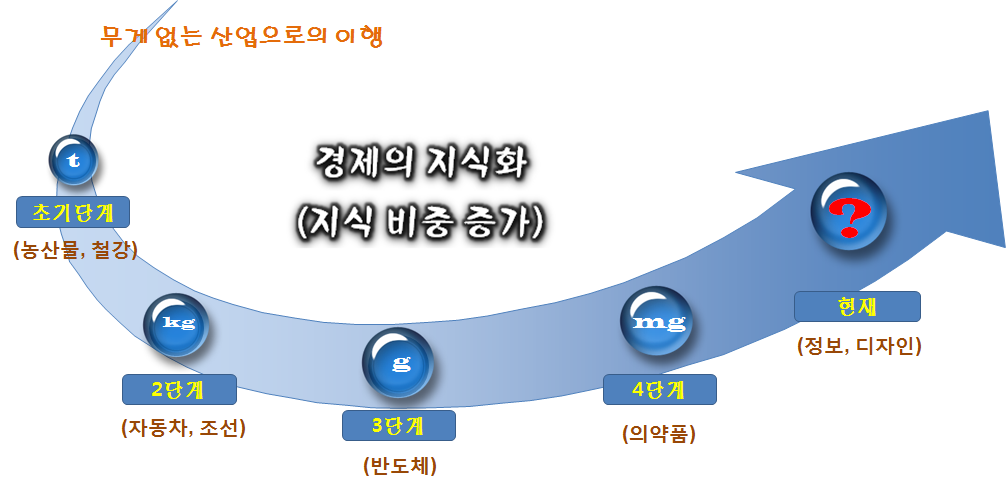 무게 없는 산업으로의 이행
경제의 지식화
(지식 비중 증가)
t
초기단계
(농산물, 철강)
kg
2단계
(자동차, 조선)
g
3단계
(반도체)
mg
4단계
(의약품)
?
현재
(정보, 디자인)